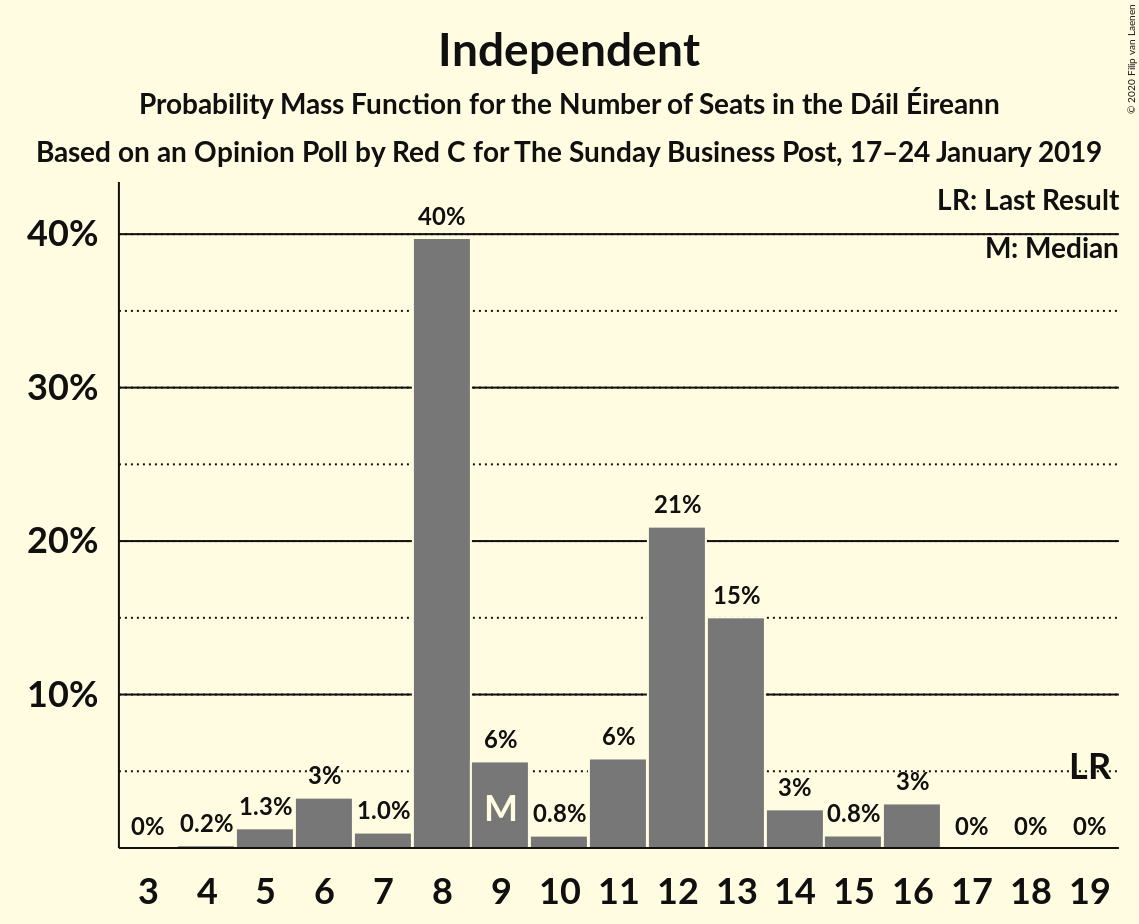 © 2020 Filip van Laenen
Independent
Probability Mass Function for the Number of Seats in the Dáil Éireann
Based on an Opinion Poll by Red C for The Sunday Business Post, 17–24 January 2019
LR: Last Result
M: Median
40%
30%
20%
10%
0%
0.2%
1.3%
3%
1.0%
40%
6%
0.8%
6%
21%
15%
3%
0.8%
3%
0%
0%
0%
M
LR
3 4 5 6 7 8 9 10 11 12 13 14 15 16 17 18 19